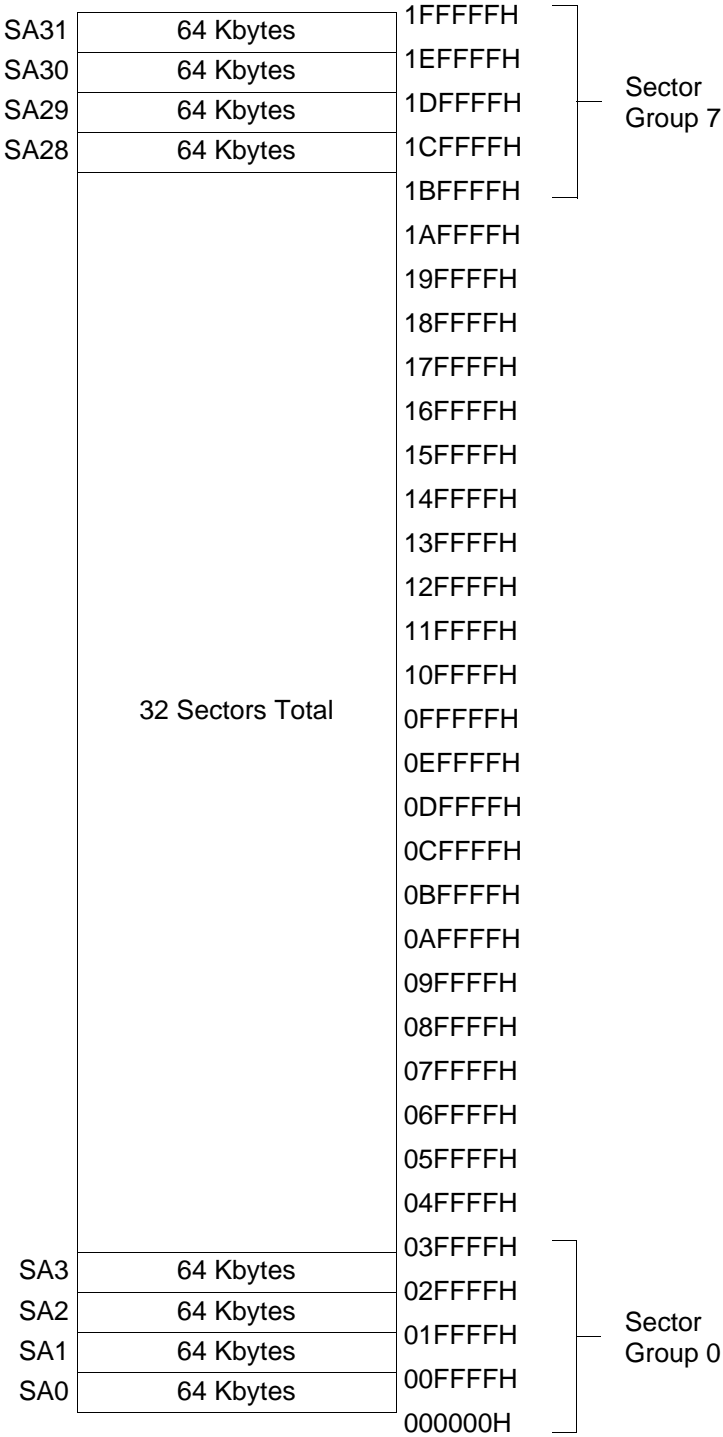 SA31 64 Kbytes 1FFFFFH
SA30 64 Kbytes 1EFFFFH
SA29 64 Kbytes 1DFFFFH
SA28 64 Kbytes 1CFFFFH
Sector
Group 7
1BFFFFH
1AFFFFH
19FFFFH
18FFFFH
17FFFFH
16FFFFH
15FFFFH
14FFFFH
13FFFFH
12FFFFH
11FFFFH
10FFFFH
32 Sectors Total
0FFFFFH
0EFFFFH
0DFFFFH
0CFFFFH
0BFFFFH
0AFFFFH
09FFFFH
08FFFFH
07FFFFH
06FFFFH
05FFFFH
04FFFFH
03FFFFH
SA3 64 Kbytes 02FFFFH
SA2 64 Kbytes 01FFFFH
SA1 64 Kbytes 00FFFFH
SA0 64 Kbytes 000000H
Sector
Group 0